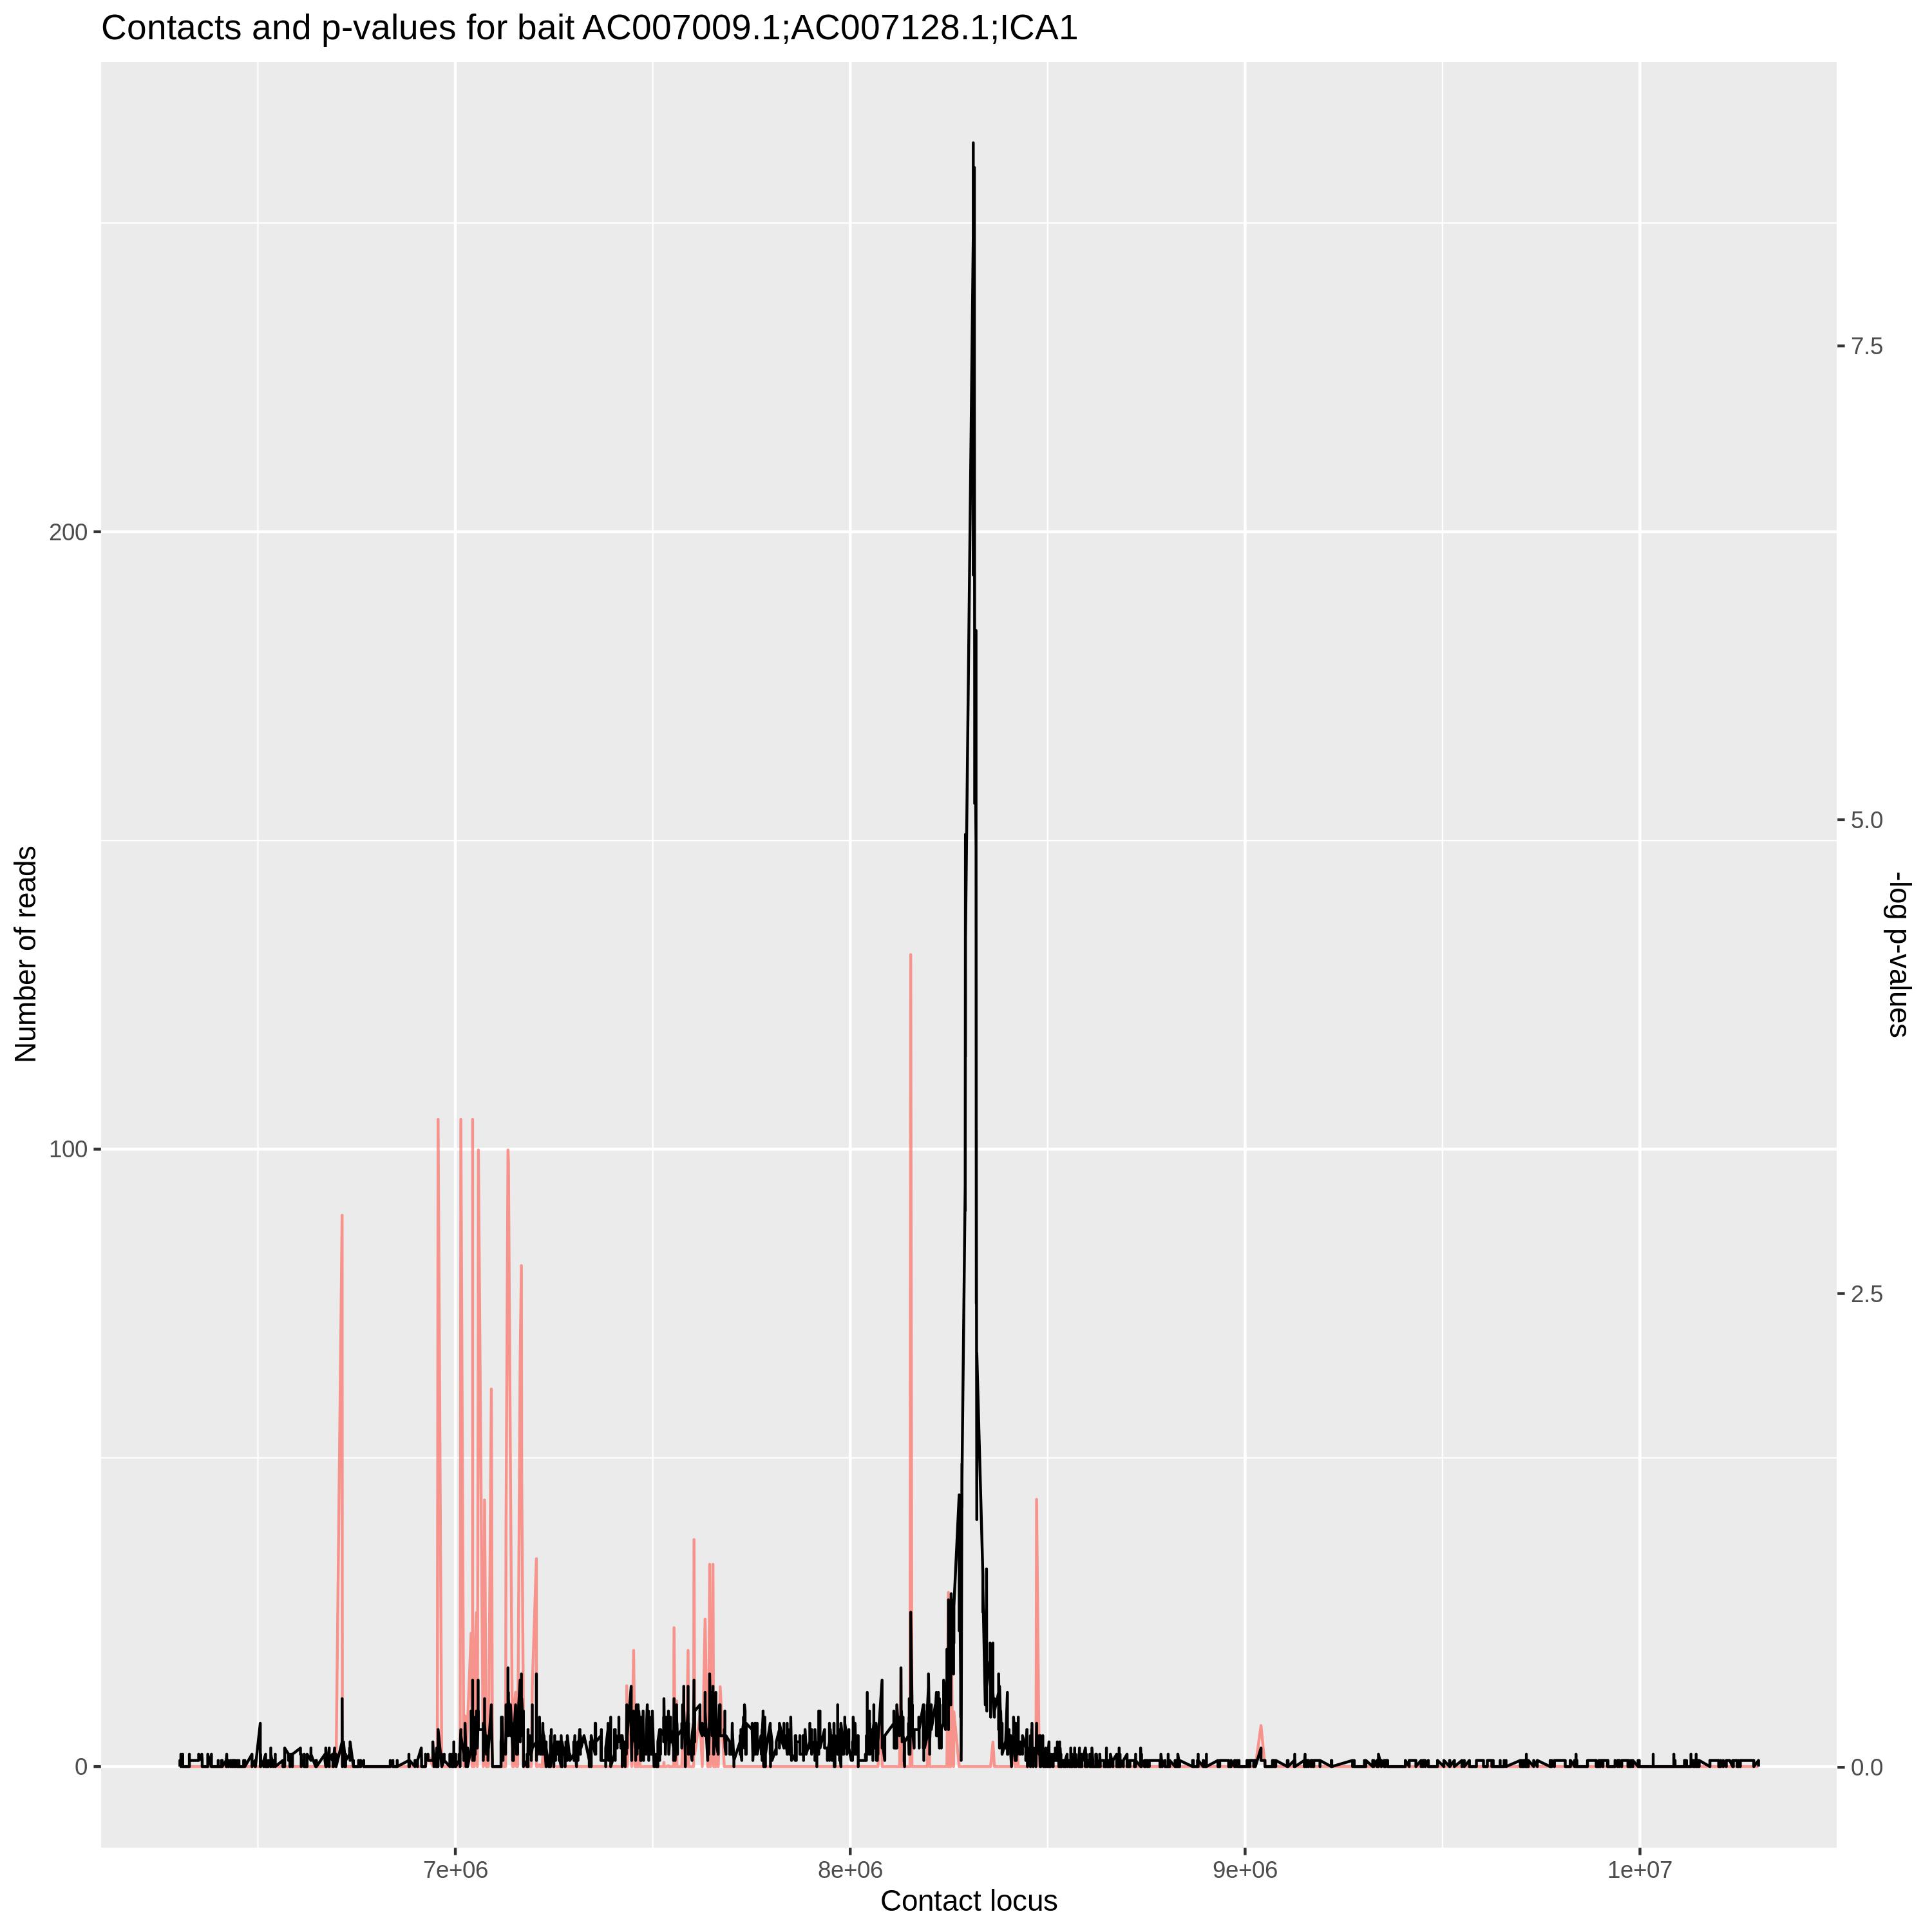 Contacts and p-values for bait AC007009.1;AC007128.1;ICA1
Number of reads
200
100
0
7.5
5.0
2.5
0.0
-log p-values
7e+06
8e+06
9e+06
1e+07
Contact locus